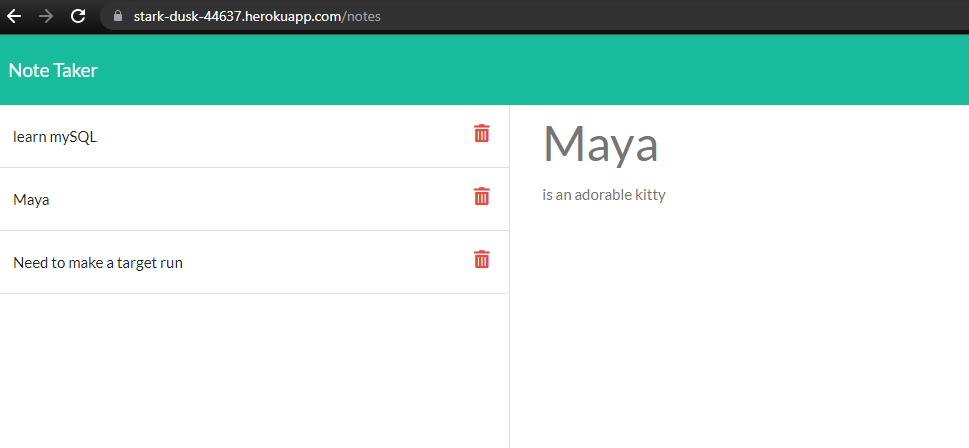 stark-dusk-44637.herokuapp.com/notes
Note Taker
learn mySQL
Maya
Need to make a target run
Maya
is an adorable kitty